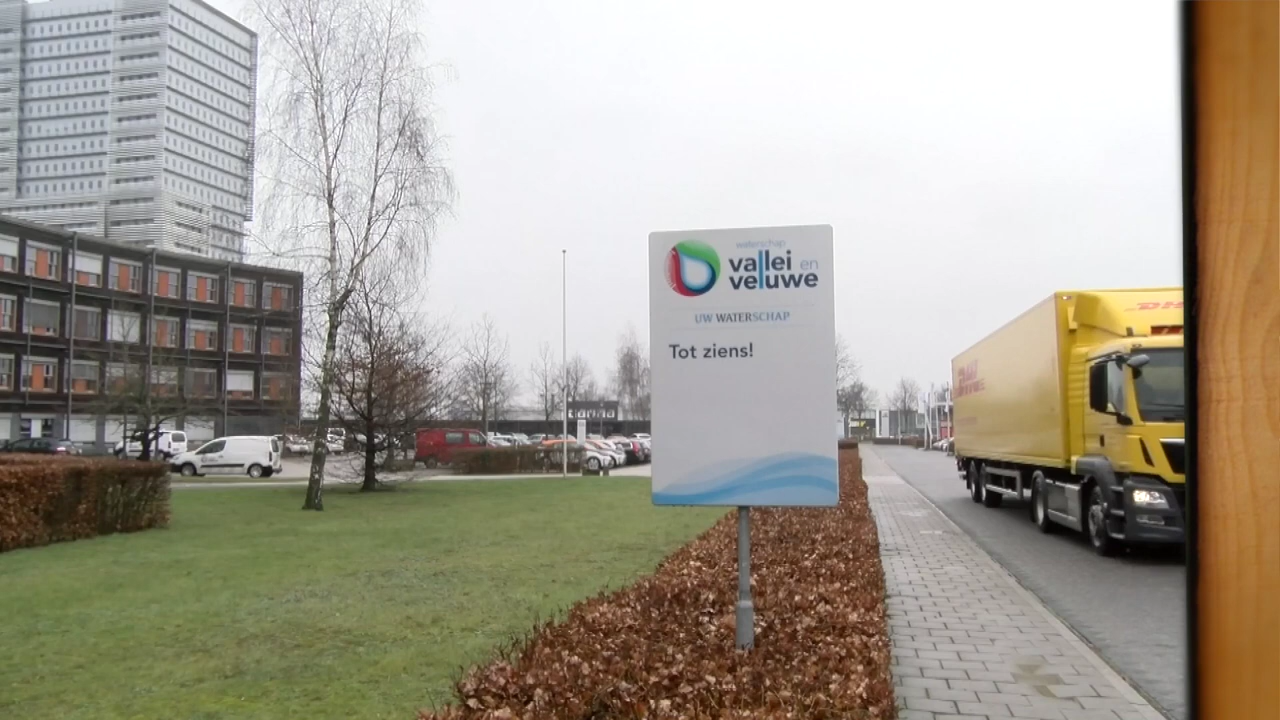 waterschap
vallei en
veluwe
UW WATERSCHAP
Tot ziens!
DHL